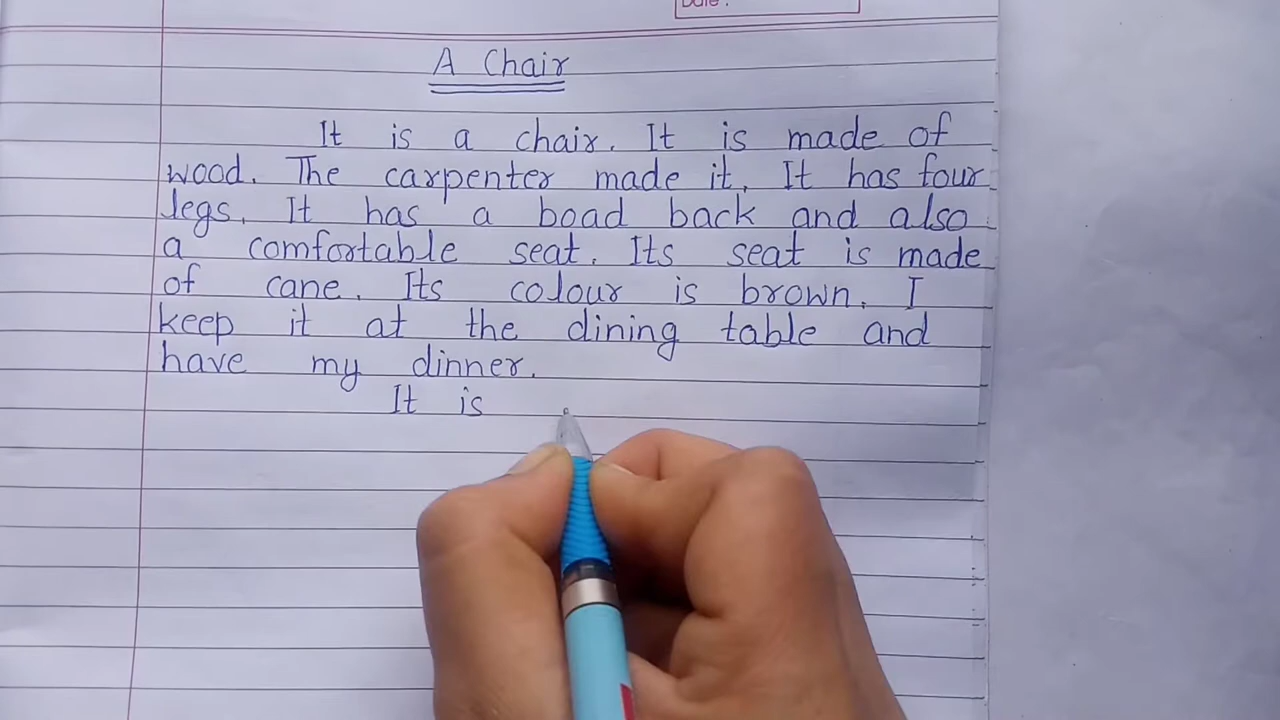 Date :
A Chair
It is a chair. It is made of
wood. The carpenter made it. It has four
legs. It has a boad back and also
a comfortable seat. Its seat is made
of cane. Its colour is brown. I
keep it at the dining table and
have my dinner.
It is